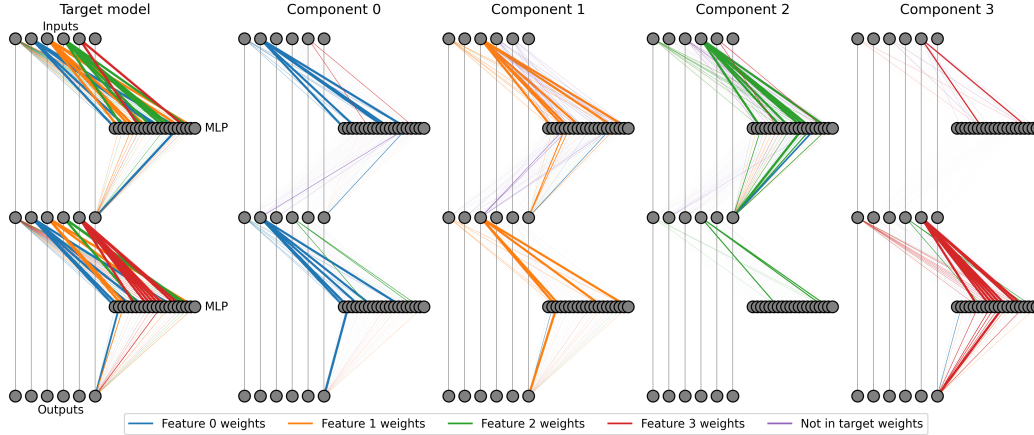 Target model
Component 0
Component 1
Component 2
Component 3
Inputs
MLP
MLP
Outputs
Feature 0 weights
Feature 1 weights
Feature 2 weights
Feature 3 weights
Not in target weights